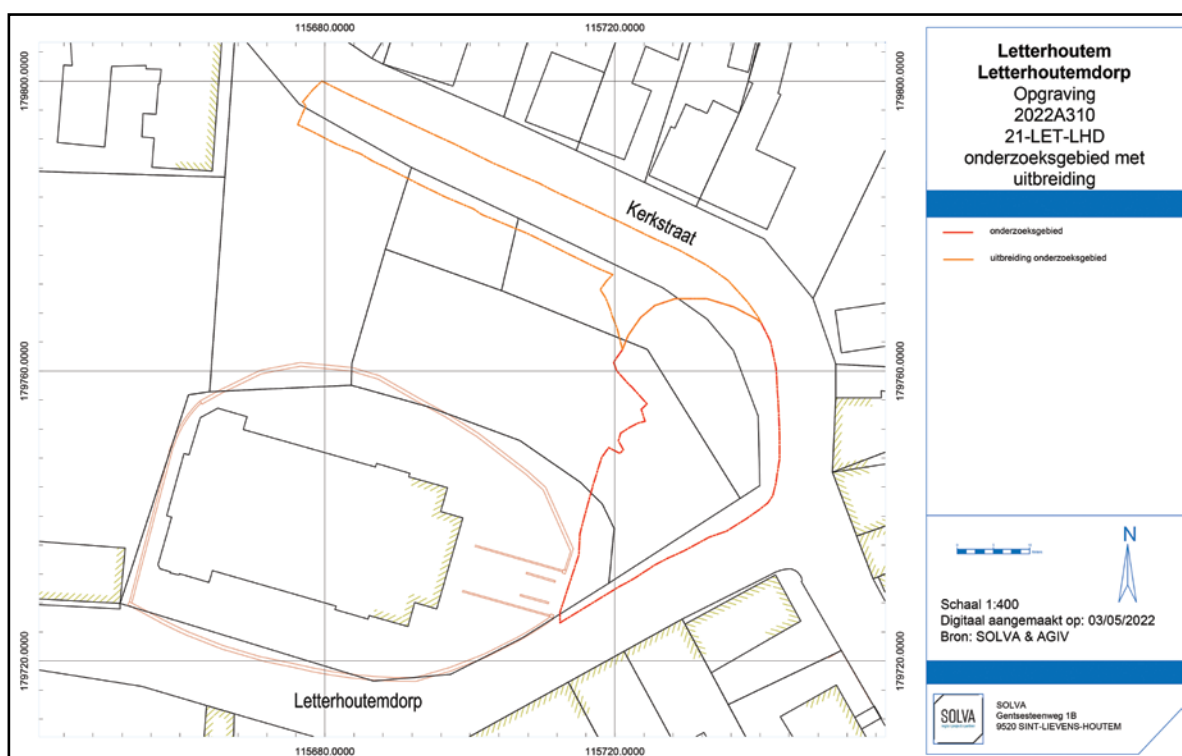 115680.0000
115720.0000
179800.0000
179800.0000
Kerkstraat
179760.0000
179760.0000
179720.0000
179720.0000
Letterhoutemdorp
115680.0000
115720.0000
Letterhoutem
Letterhoutemdorp
Opgraving
2022A310
21-LET-LHD
onderzoeksgebied met
uitbreiding
onderzoeksgebied
uitbreiding onderzoeksgebied
N
Schaal 1:400
Digitaal aangemaakt op: 03/05/2022
Bron: SOLVA & AGIV
SOLVA
SOLVA
Gentsesteenweg 1B
9520 SINT-LIEVENS-HOUTEM